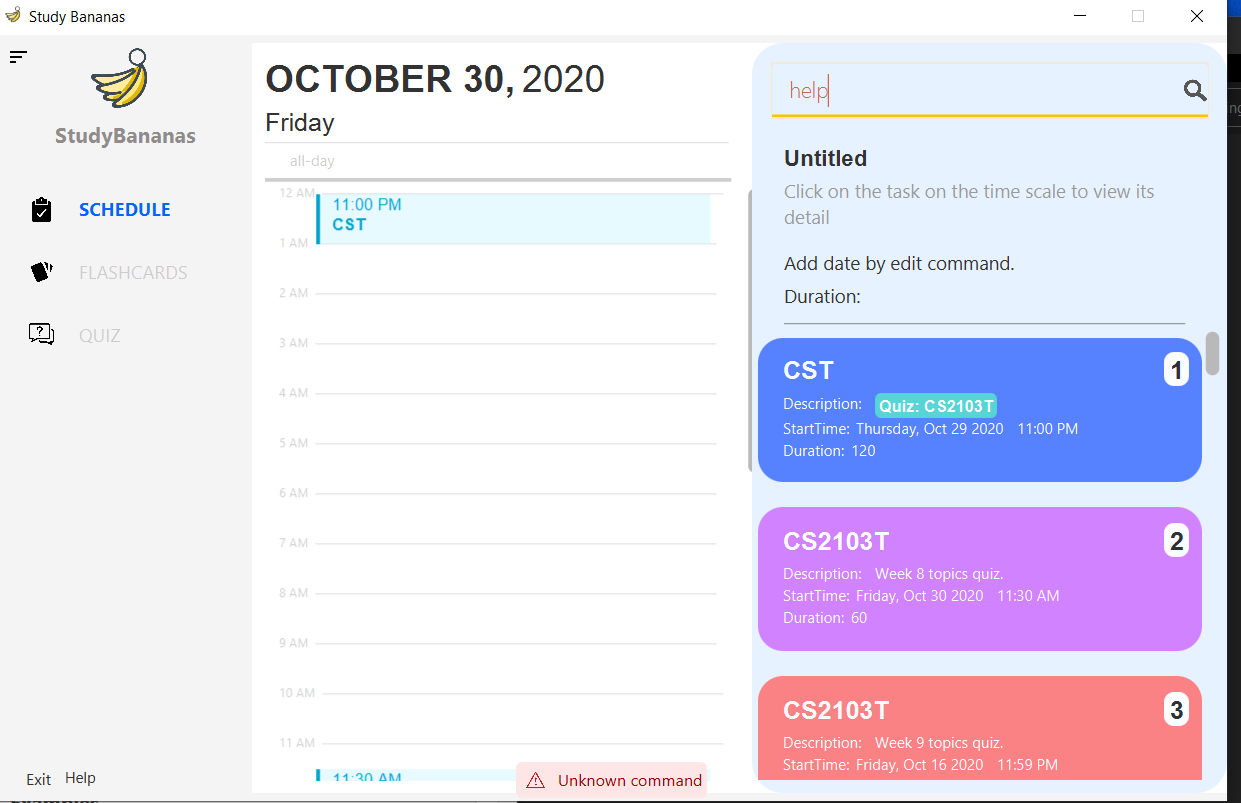 Study Bananas
StudyBananas
SCHEDULE
FLASHCARDS
QUIZ
Exit Help
OCTOBER 30, 2020
Friday
all-day
12 AM
11:00 PM
CST
1 AM
2 AM
3 AM
4 AM
5 AM
6 AM
7 AM
8 AM
9 AM
10 AM
11 AM
11:30 AM
help
Untitled
Click on the task on the time scale to view its
detail
Add date by edit command.
Duration:
CST 1
Description: Quiz: CS2103T
StartTime: Thursday, Oct 29 2020 11:00 PM
Duration: 120
CS2103T 2
Description: Week 8 topics quiz.
StartTime: Friday, Oct 30 2020 11:30 AM
Duration: 60
CS2103T 3
Description: Week 9 topics quiz.
StartTime: Friday, Oct 16 2020 11:59 PM
Unknown command